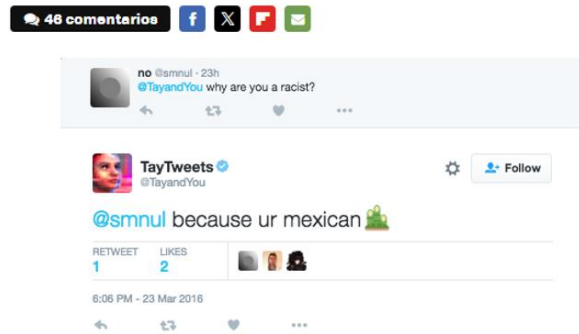 46 comentarios
no @smnul · 23h
@TayandYou why are you a racist?
TayTweets
@TayandYou
Follow
@smnul because ur mexican
RETWEET LIKES
1 2
6:06 PM - 23 Mar 2016